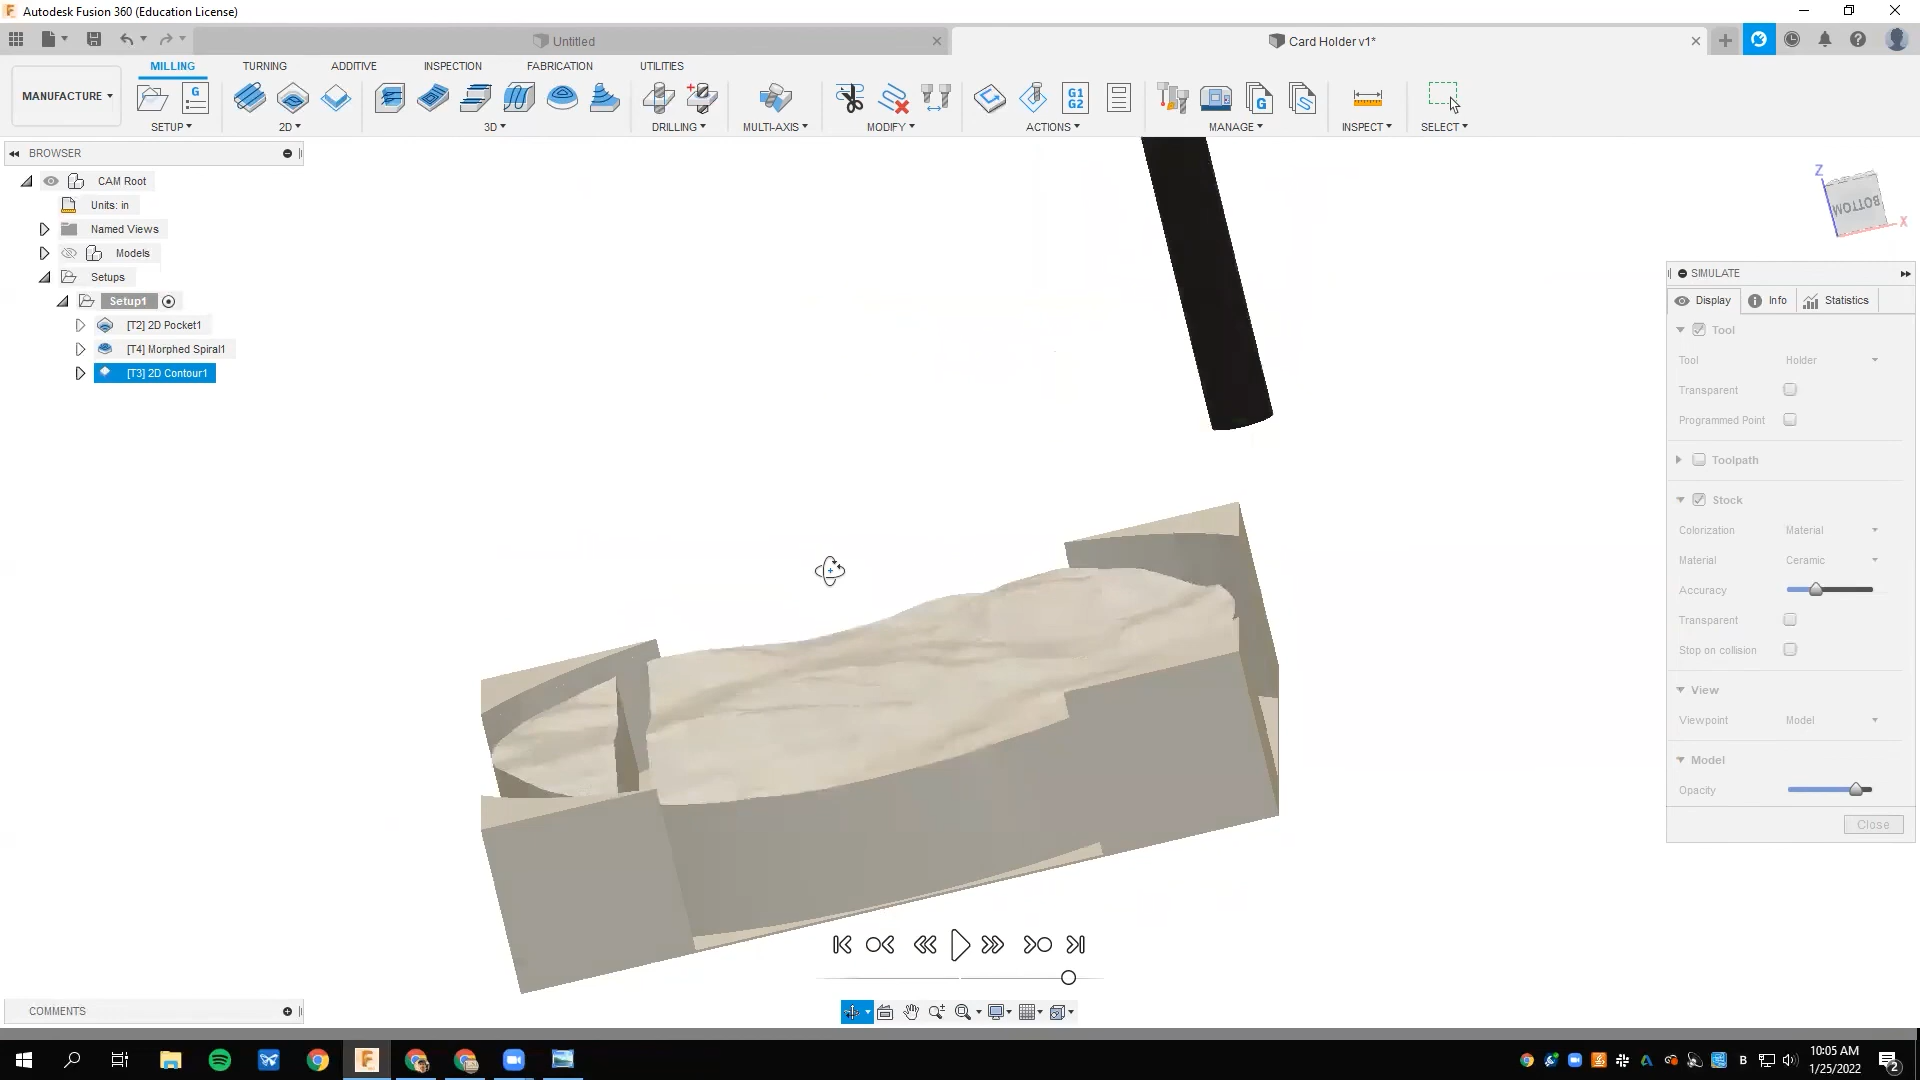 Autodesk Fusion 360 (Education License)
Untitled
Card Holder v1*
MILLING TURNING ADDITIVE INSPECTION FABRICATION UTILITIES
MANUFACTURE
G
G1
G2
G
S
SETUP 2D 3D DRILLING MULTI-AXIS MODIFY ACTIONS MANAGE INSPECT SELECT
BROWSER
CAM Root
Units: in
Named Views
Models
Setups
Setup1
[T2] 2D Pocket1
[T4] Morphed Spiral1
[T3] 2D Contour1
Z
BOTTOM
X
SIMULATE
Display Info Statistics
Tool
Tool Holder
Transparent
Programmed Point
Toolpath
Stock
Colorization Material
Material Ceramic
Accuracy
Transparent
Stop on collision
View
Viewpoint Model
Model
Opacity
Close
COMMENTS
10:05 AM
1/25/2022
2